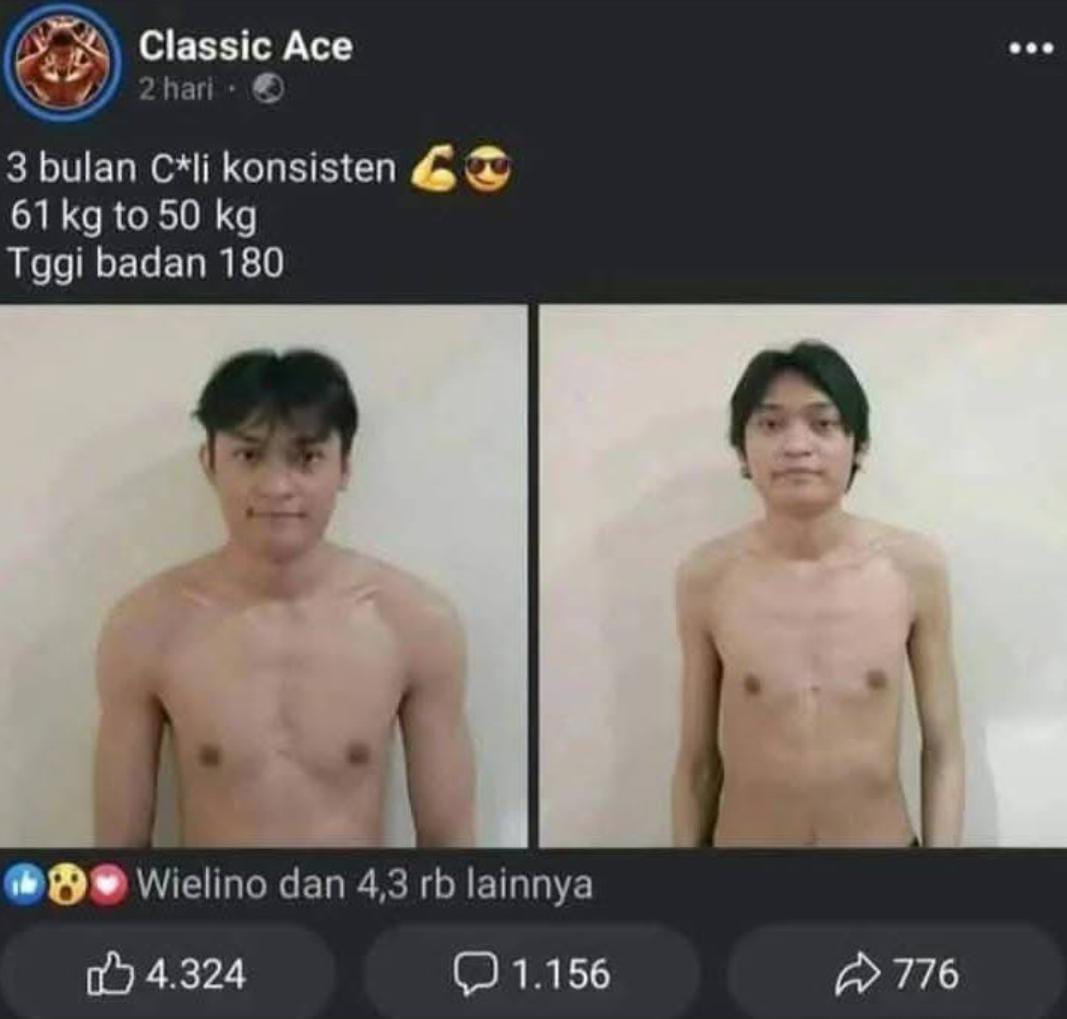 Classic Ace
2 hari ·
3 bulan C*li konsisten 💪😎
61 kg to 50 kg
Tggi badan 180
Wielino dan 4,3 rb lainnya
4.324
1.156
776